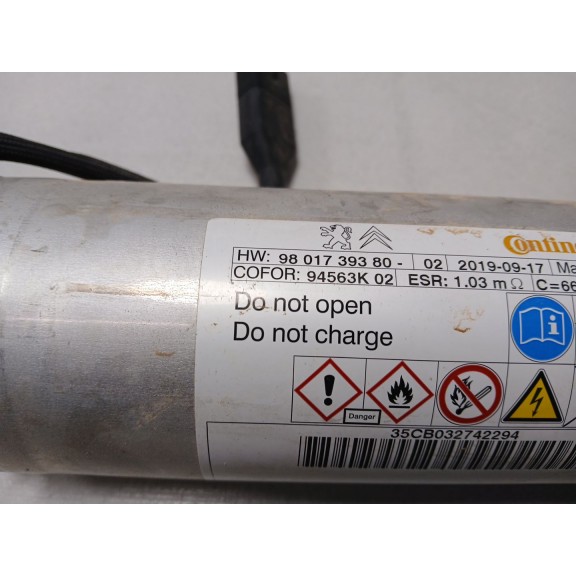 HW: 98 017 393 80 - 02 2019-09-17
COFOR: 94563K 02 ESR: 1.03 m Ω C=66
Do not open
Do not charge
Danger
35CB032742294